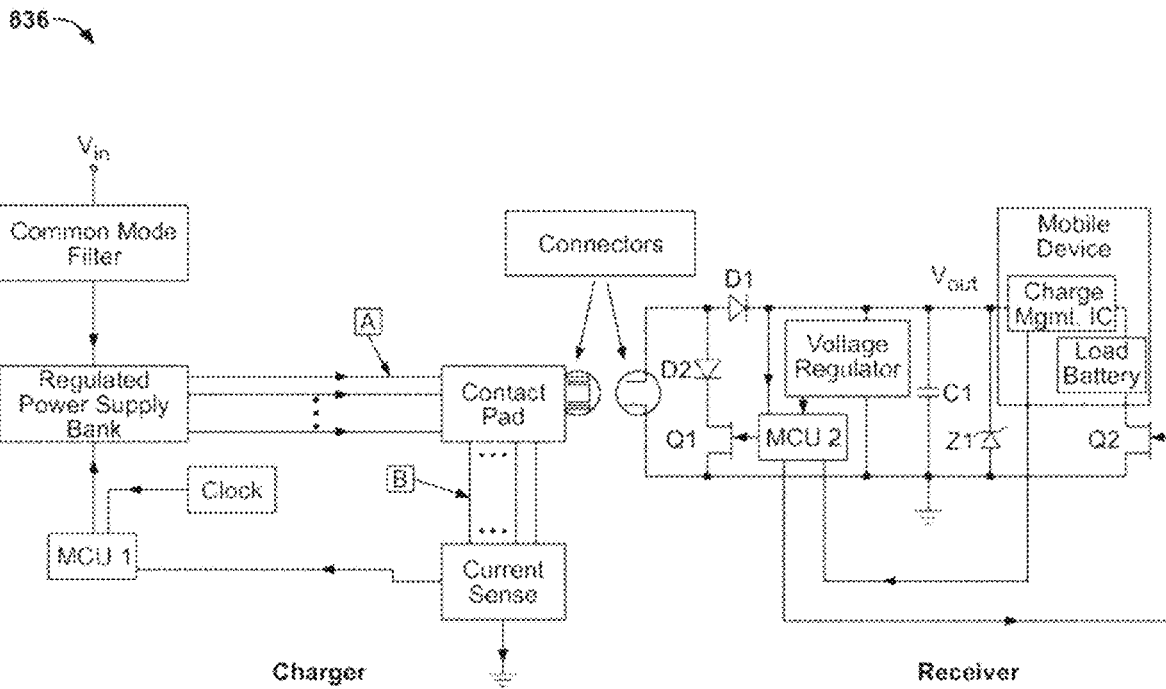 836
Vin
Common Mode
Filter
Connectors
Mobile
Device
D1
Vout
Charge
Mgmt. IC
A
Regulated
Power Supply
Bank
Contact
Pad
D2
Voltage
Regulator
C1
Load
Battery
Q1
MCU 2
Z1
Q2
B
Clock
MCU 1
Current
Sense
Charger
Receiver